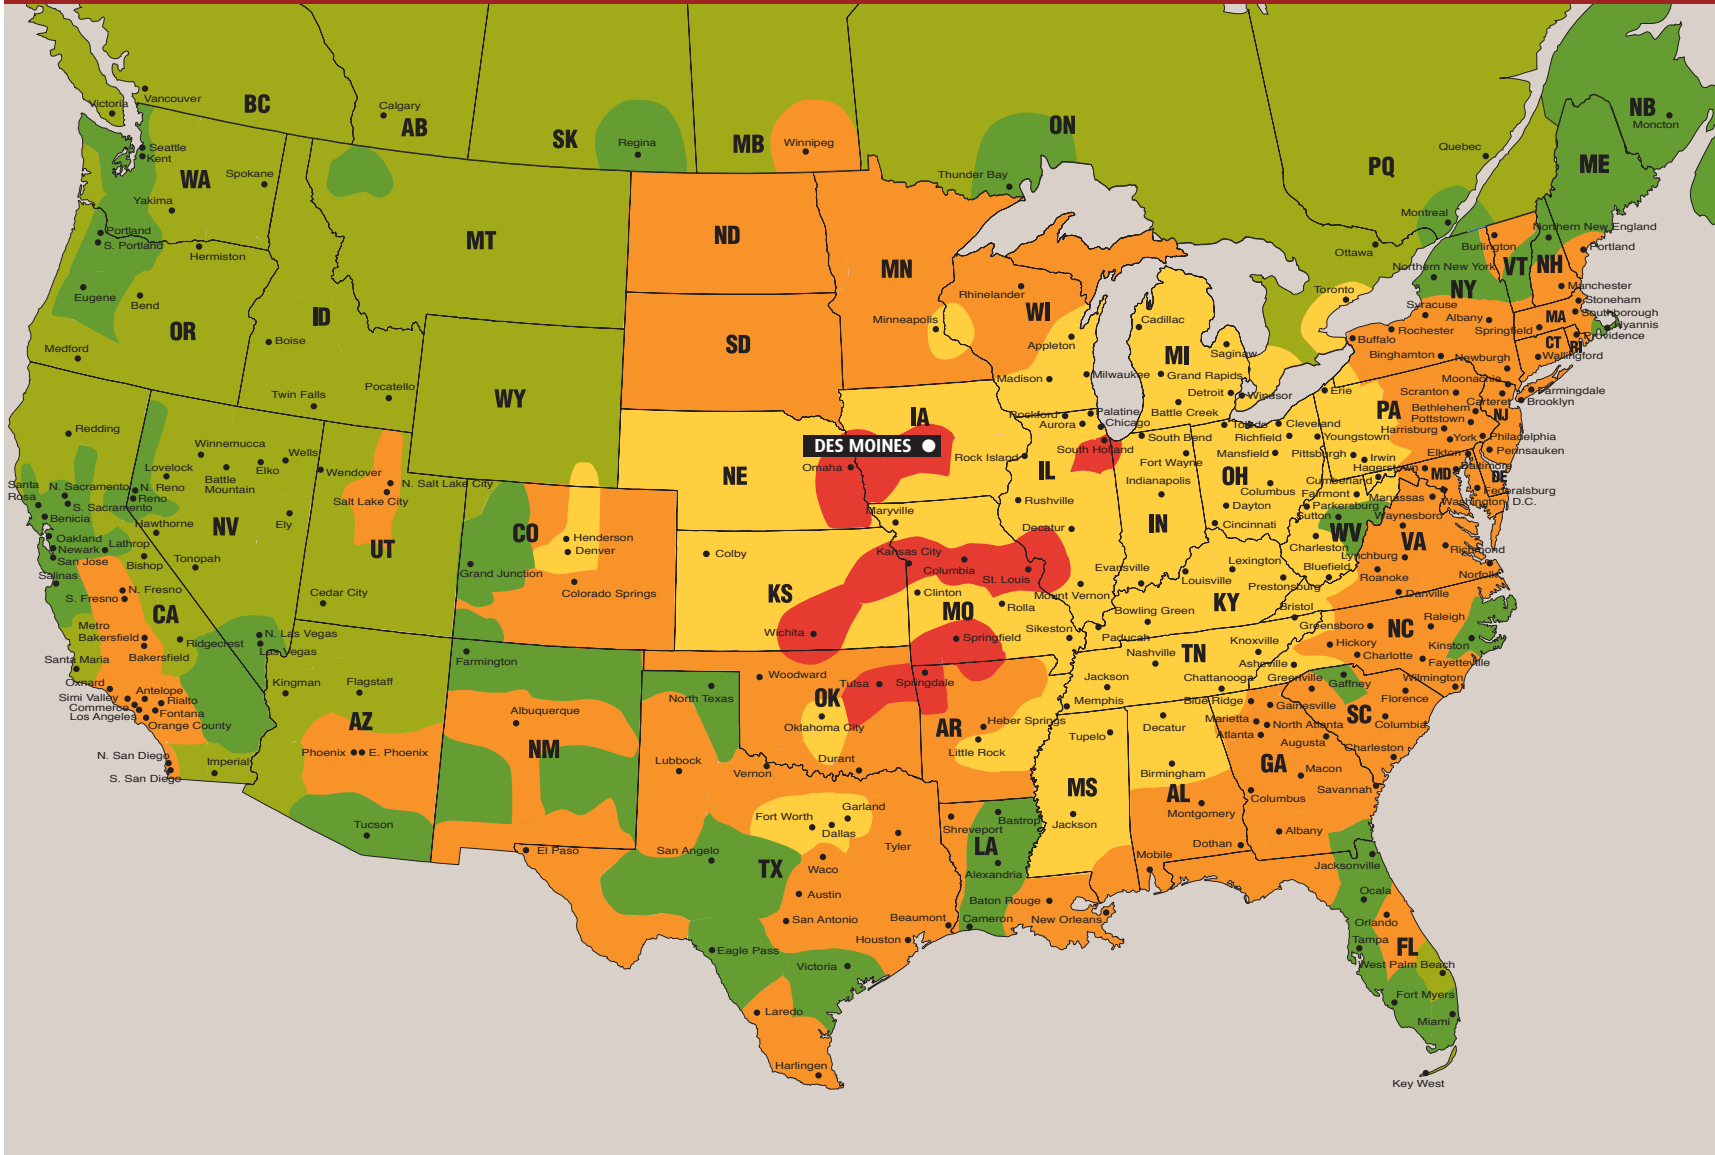 Victoria
Vancouver
BC
Calgary
AB
SK
Regina
MB
Winnipeg
ON
Thunder Bay
PQ
Quebec
Montreal
Ottawa
Toronto
NB
Moncton
ME
Seattle
Kent
WA
Spokane
Yakima
Portland
S. Portland
Hermiston
Eugene
Bend
OR
Medford
ID
Boise
Twin Falls
Pocatello
MT
WY
ND
SD
MN
Minneapolis
WI
Rhinelander
Appleton
Madison
Milwaukee
MI
Cadillac
Saginaw
Grand Rapids
Detroit
Windsor
Battle Creek
Northern New England
Burlington
VT
NH
Portland
Northern New York
NY
Manchester
Stoneham
Southborough
Hyannis
Providence
Syracuse
Albany
MA
Springfield
Rochester
Buffalo
CT
RI
Wallingford
Binghamton
Newburgh
Erie
Moonachie
Scranton
Farmingdale
Brooklyn
Carteret
PA
Bethlehem
Pottstown
NJ
Harrisburg
York
Philadelphia
Pennsauken
Elkton
Pittsburgh
Irwin
Hagerstown
MD
Baltimore
DE
Federalsburg
Cumberland
Fairmont
Manassas
Washington, D.C.
Redding
Winnemucca
Lovelock
Battle
Mountain
Elko
Wells
Wendover
N. Salt Lake City
Salt Lake City
Santa
Rosa
N. Sacramento
S. Sacramento
N. Reno
Reno
Benicia
Hawthorne
NV
Ely
Oakland
Newark
Lathrop
San Jose
Bishop
Tonopah
UT
Salinas
N. Fresno
S. Fresno
CA
Cedar City
Metro
Bakersfield
Bakersfield
Ridgecrest
N. Las Vegas
Las Vegas
Santa Maria
Oxnard
Antelope
Simi Valley
Rialto
Commerce
Fontana
Los Angeles
Orange County
N. San Diego
S. San Diego
Imperial
Kingman
Flagstaff
AZ
Phoenix
E. Phoenix
Tucson
CO
Henderson
Denver
Grand Junction
Colorado Springs
Farmington
Albuquerque
NM
El Paso
NE
IA
DES MOINES
Omaha
Rock Island
Rockford
Aurora
Palatine
Chicago
South Holland
IL
Rushville
Decatur
South Bend
Fort Wayne
Indianapolis
IN
Toledo
Cleveland
Richfield
Youngstown
Mansfield
OH
Columbus
Dayton
Cincinnati
Parkersburg
Sutton
WV
Charleston
Bluefield
Waynesboro
VA
Lynchburg
Richmond
Roanoke
Norfolk
Danville
Colby
KS
Wichita
Maryville
Kansas City
Columbia
St. Louis
Clinton
MO
Rolla
Springfield
Mount Vernon
Sikeston
Evansville
Louisville
Lexington
Prestonsburg
KY
Bowling Green
Paducah
Bristol
Greensboro
Raleigh
NC
Hickory
Kinston
Charlotte
Fayetteville
Wilmington
Nashville
TN
Knoxville
Asheville
Jackson
Memphis
Chattanooga
Woodward
OK
Tulsa
Oklahoma City
Durant
Springdale
AR
Heber Springs
Little Rock
North Texas
Lubbock
Vernon
Fort Worth
Garland
Dallas
Tyler
San Angelo
TX
Waco
Austin
San Antonio
Beaumont
Houston
Eagle Pass
Victoria
Laredo
Harlingen
Shreveport
Bastrop
LA
Alexandria
Baton Rouge
Cameron
New Orleans
Tupelo
MS
Jackson
Decatur
Birmingham
AL
Montgomery
Dothan
Mobile
Blue Ridge
Greenville
Gaffney
Gainesville
Marietta
North Atlanta
Atlanta
Augusta
SC
Florence
Columbia
Charleston
GA
Macon
Columbus
Savannah
Albany
Jacksonville
Ocala
Orlando
Tampa
FL
West Palm Beach
Fort Myers
Miami
Key West